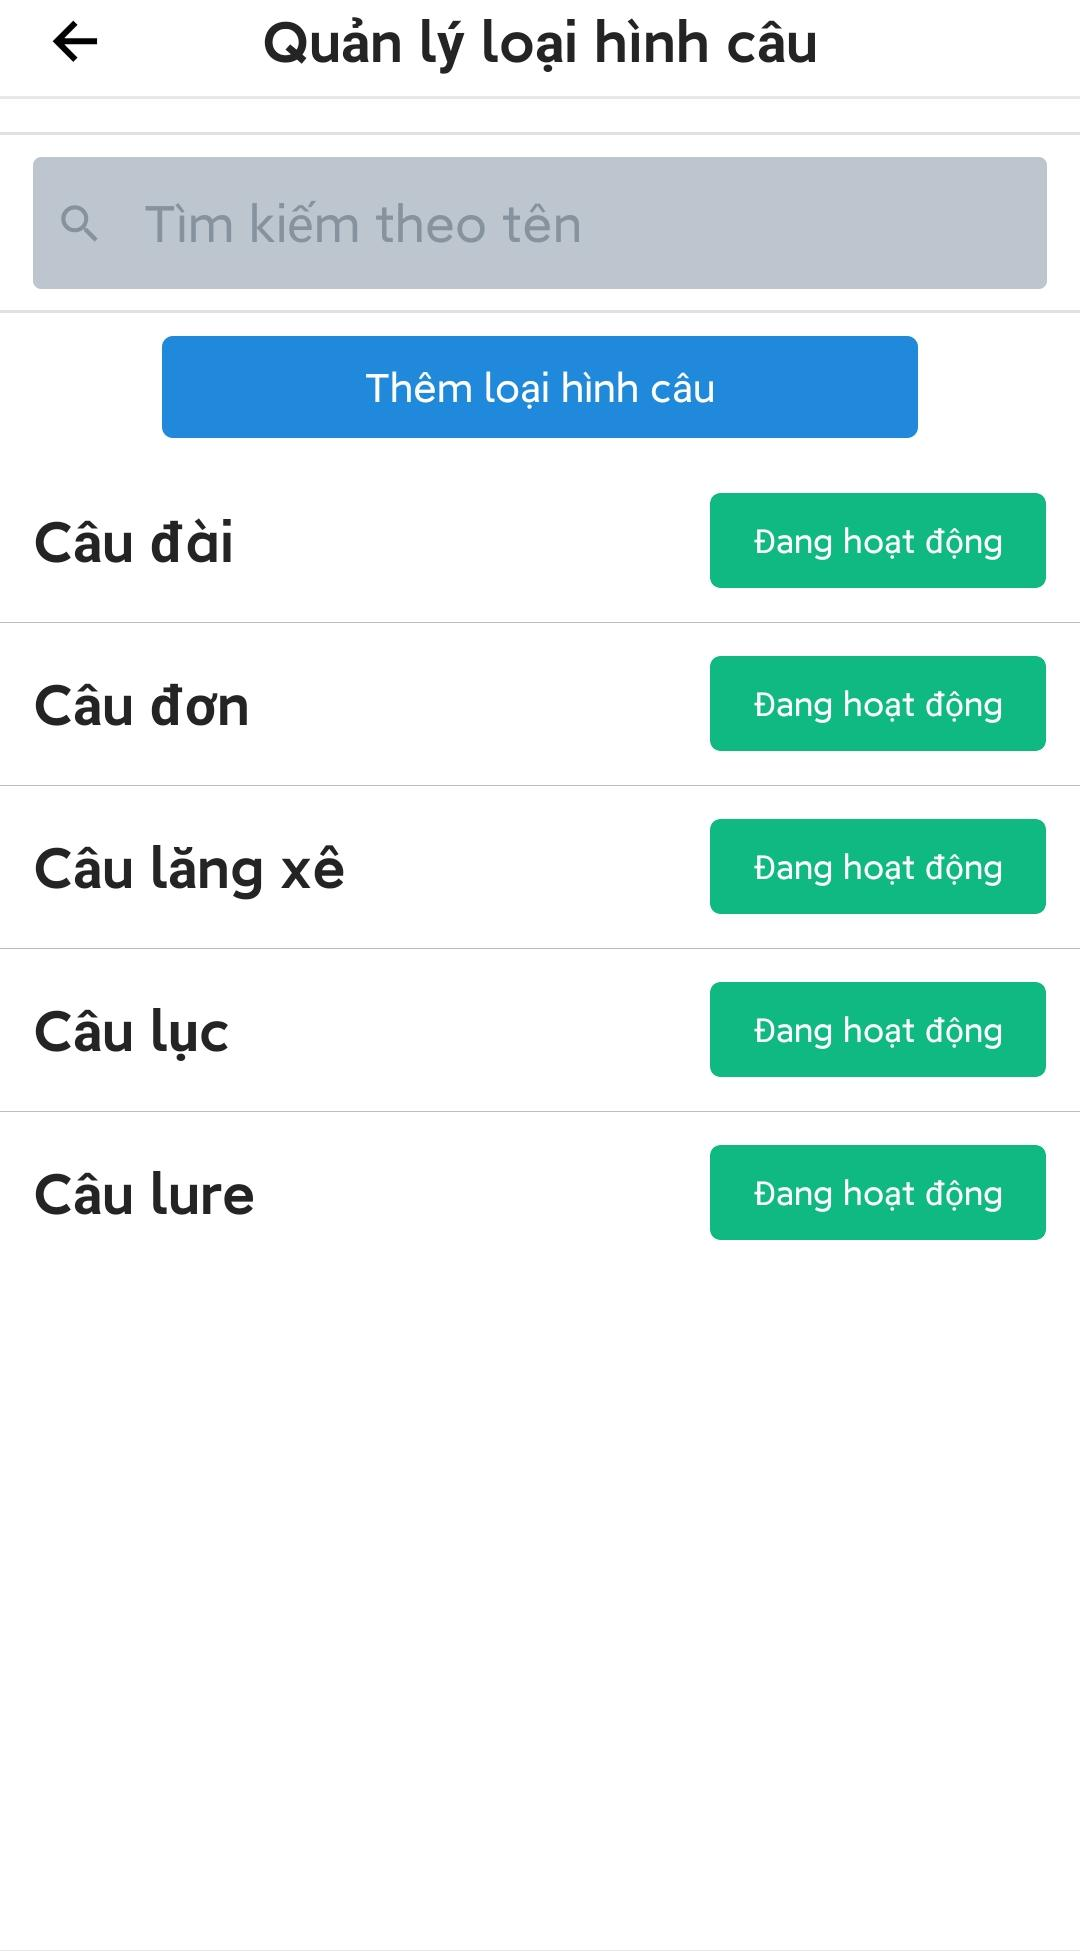 Quản lý loại hình câu
Tìm kiếm theo tên
Thêm loại hình câu
Câu đài
Đang hoạt động
Câu đơn
Đang hoạt động
Câu lăng xê
Đang hoạt động
Câu lục
Đang hoạt động
Câu lure
Đang hoạt động